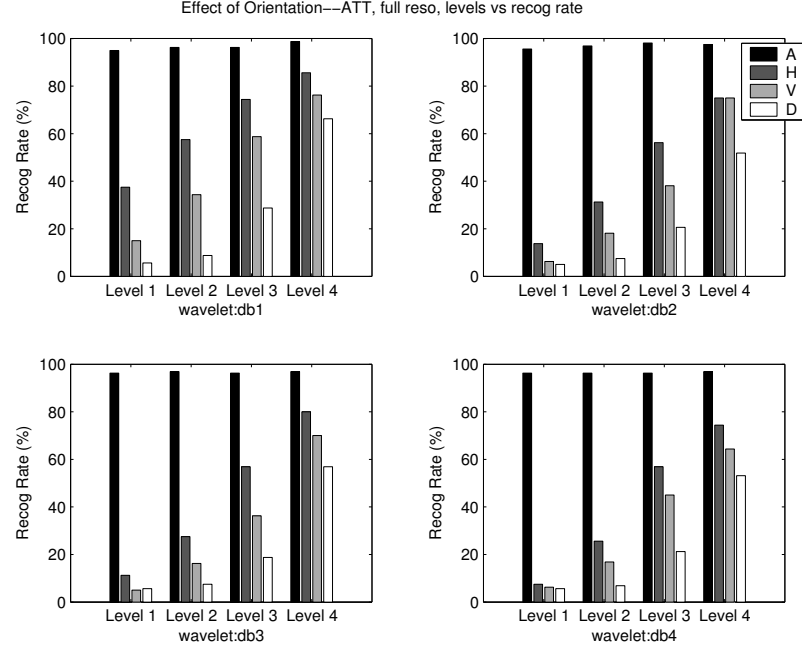 Effect of Orientation−−ATT, full reso, levels vs recog rate
100
80
60
40
20
0
Recog Rate (%)
Level 1 Level 2 Level 3 Level 4
wavelet:db1
100
80
60
40
20
0
Recog Rate (%)
Level 1 Level 2 Level 3 Level 4
wavelet:db2
A
H
V
D
100
80
60
40
20
0
Recog Rate (%)
Level 1 Level 2 Level 3 Level 4
wavelet:db3
100
80
60
40
20
0
Recog Rate (%)
Level 1 Level 2 Level 3 Level 4
wavelet:db4